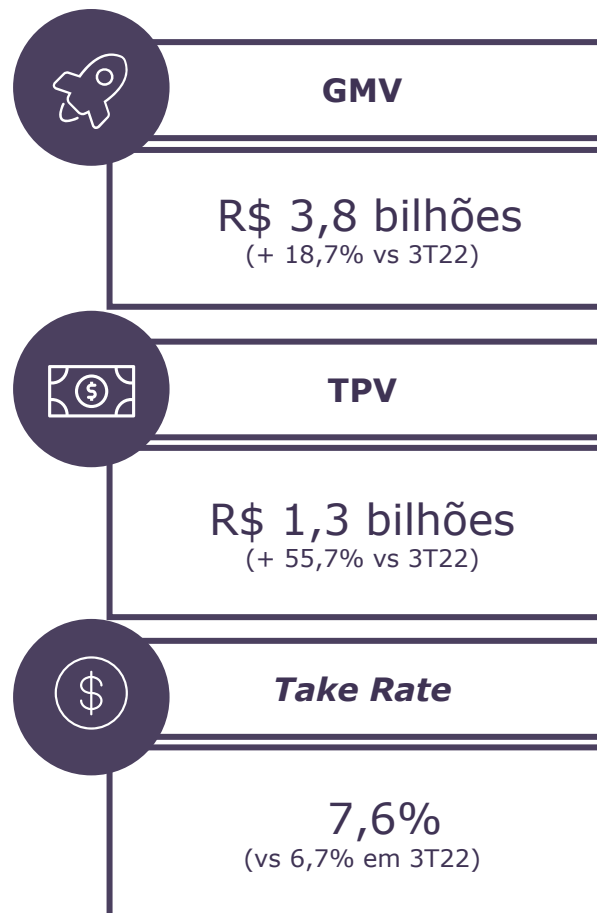 GMV
R$ 3,8 bilhões
(+ 18,7% vs 3T22)
TPV
R$ 1,3 bilhões
(+ 55,7% vs 3T22)
Take Rate
7,6%
(vs 6,7% em 3T22)